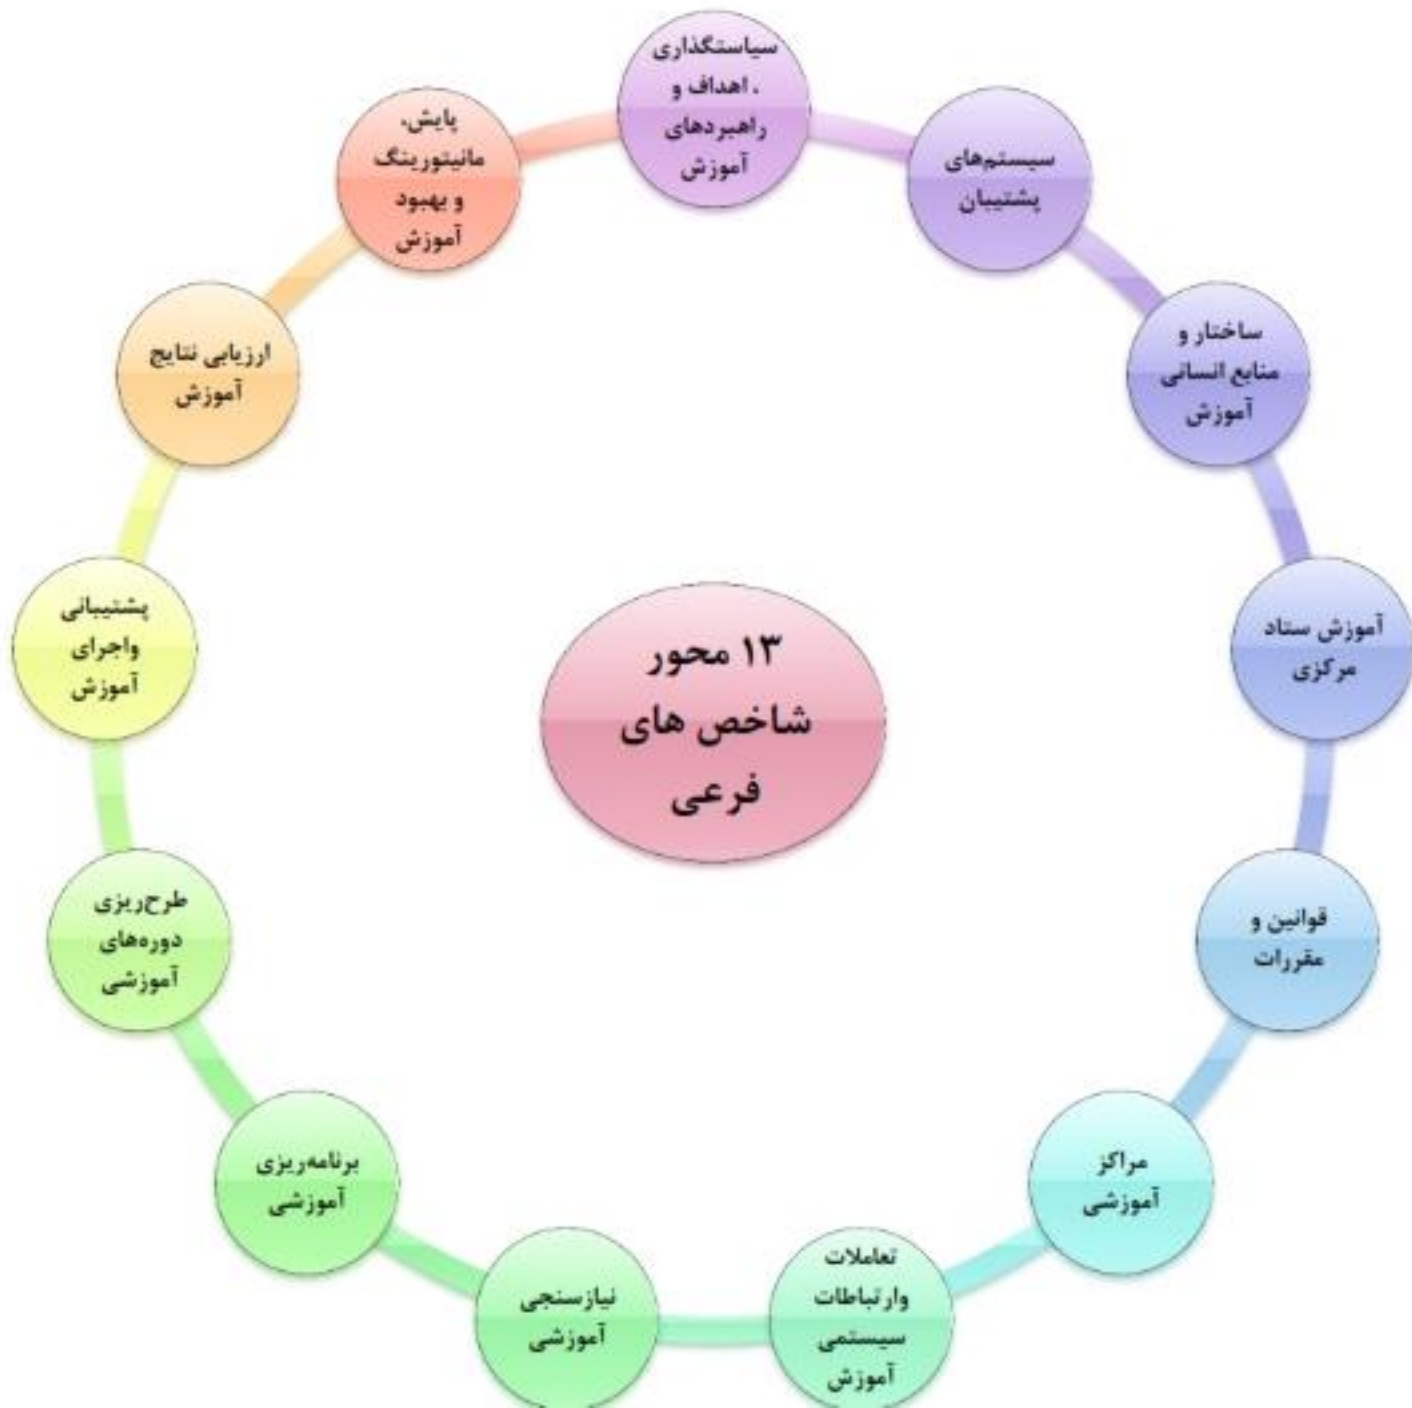 سیاستگذاری
، اهداف و
راهبردهای
آموزش
سیستم‌های
پشتیبان
ساختار و
منابع انسانی
آموزش
آموزش ستاد
مرکزی
قوانین و
مقررات
مراکز
آموزشی
تعاملات
وارتباطات
سیستمی
آموزش
نیازسنجی
آموزشی
برنامه‌ریزی
آموزشی
طرح‌ریزی
دوره‌های
آموزشی
پشتیبانی
واجرای
آموزش
ارزیابی نتایج
آموزش
پایش،
مانیتورینگ
و بهبود
آموزش
۱۳ محور
شاخص های
فرعی